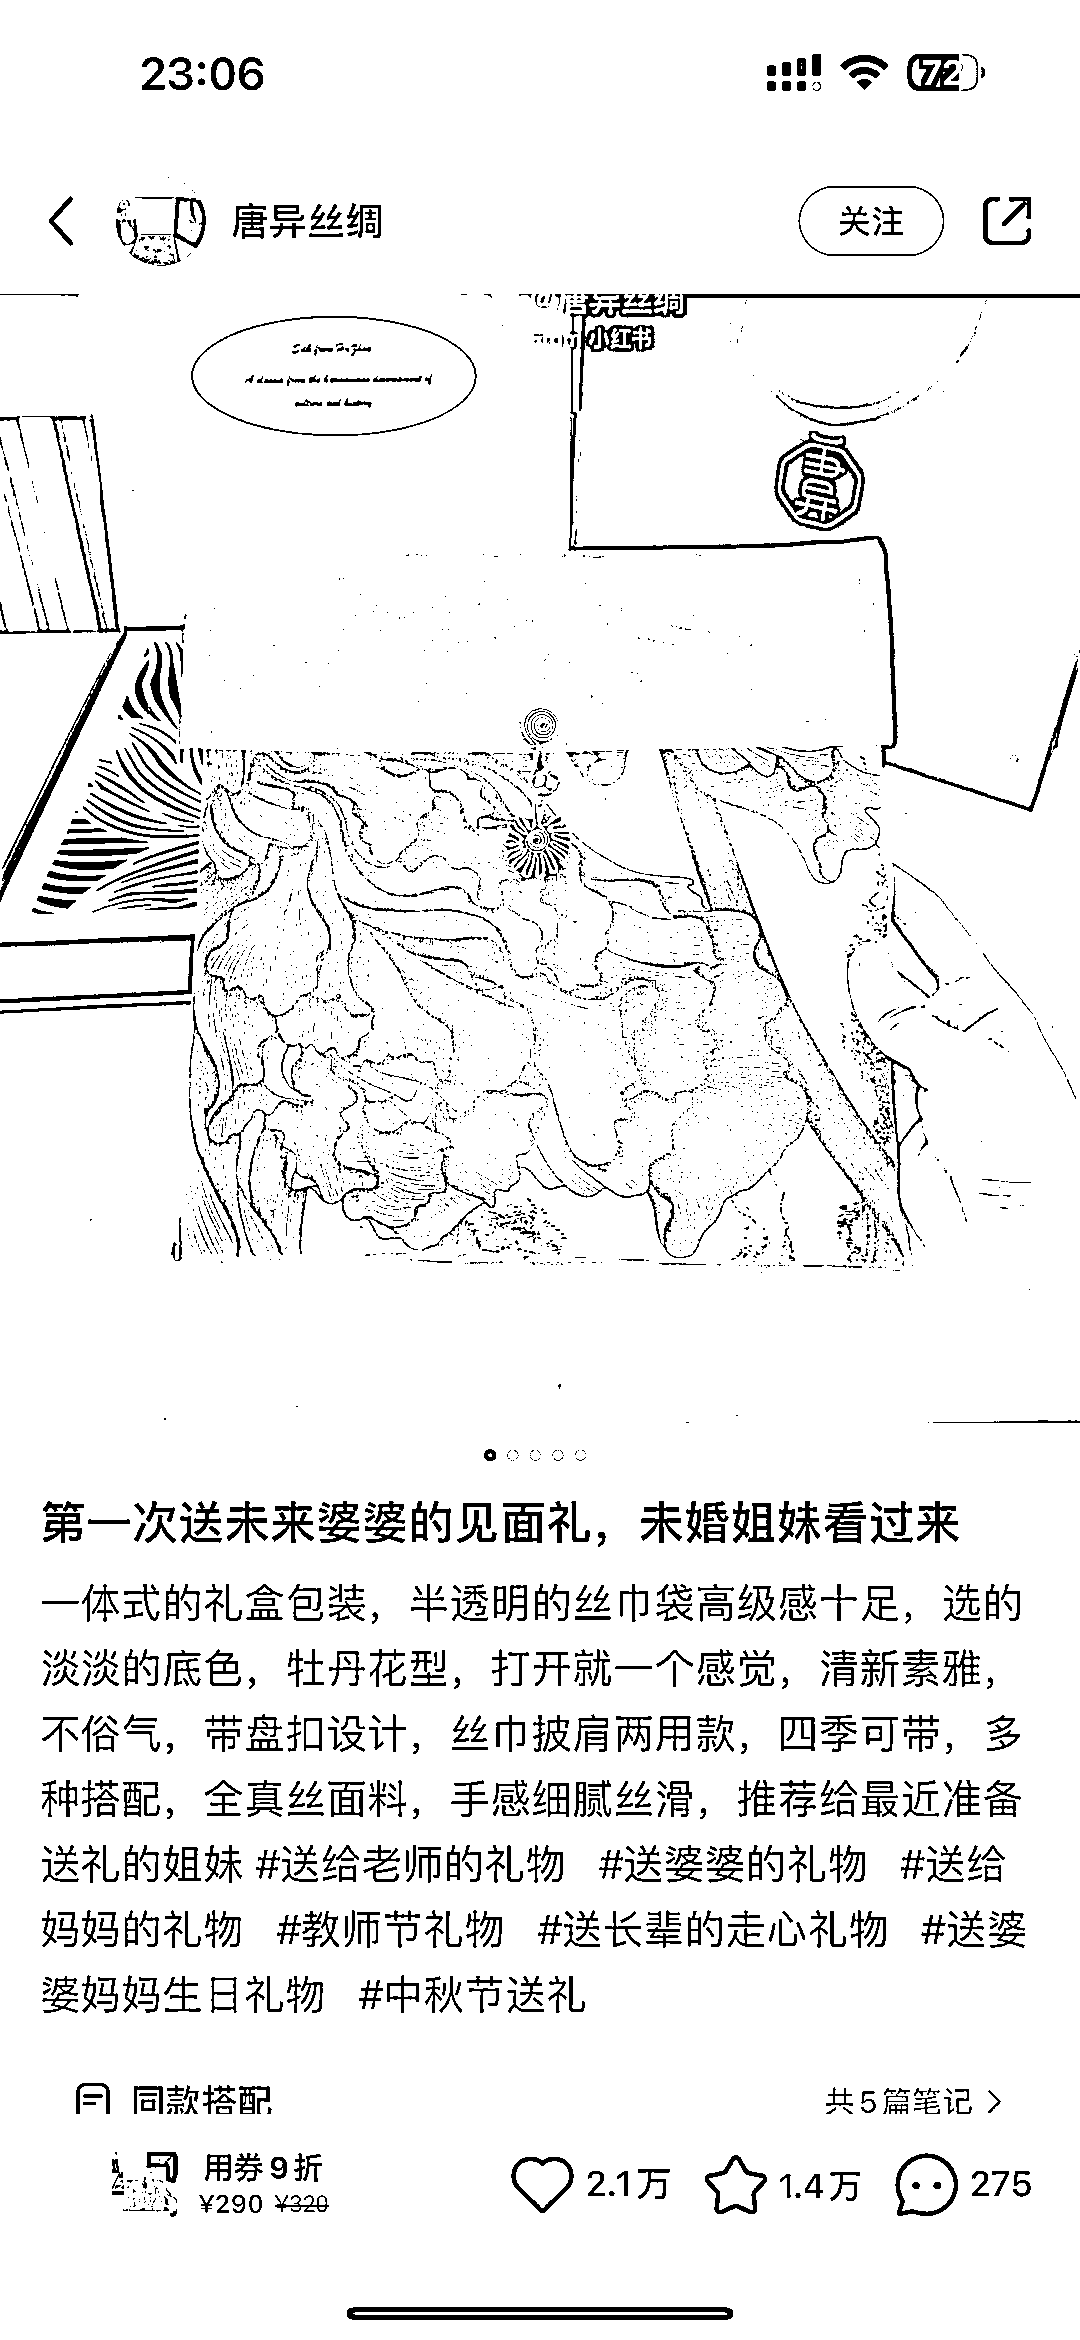 23:06
72
唐异丝绸
关注
@唐异丝绸
小红书
Silk from HuZhou
culture and history
唐异
第一次送未来婆婆的见面礼，未婚姐妹看过来
一体式的礼盒包装，半透明的丝巾袋高级感十足，选的
淡淡的底色，牡丹花型，打开就一个感觉，清新素雅，
不俗气，带盘扣设计，丝巾披肩两用款，四季可带，多
种搭配，全真丝面料，手感细腻丝滑，推荐给最近准备
送礼的姐妹 #送给老师的礼物 #送婆婆的礼物 #送给
妈妈的礼物 #教师节礼物 #送长辈的走心礼物 #送婆
婆妈妈生日礼物 #中秋节送礼
同款搭配
共5篇笔记
用券9折
¥290 ¥320
2.1万
1.4万
275